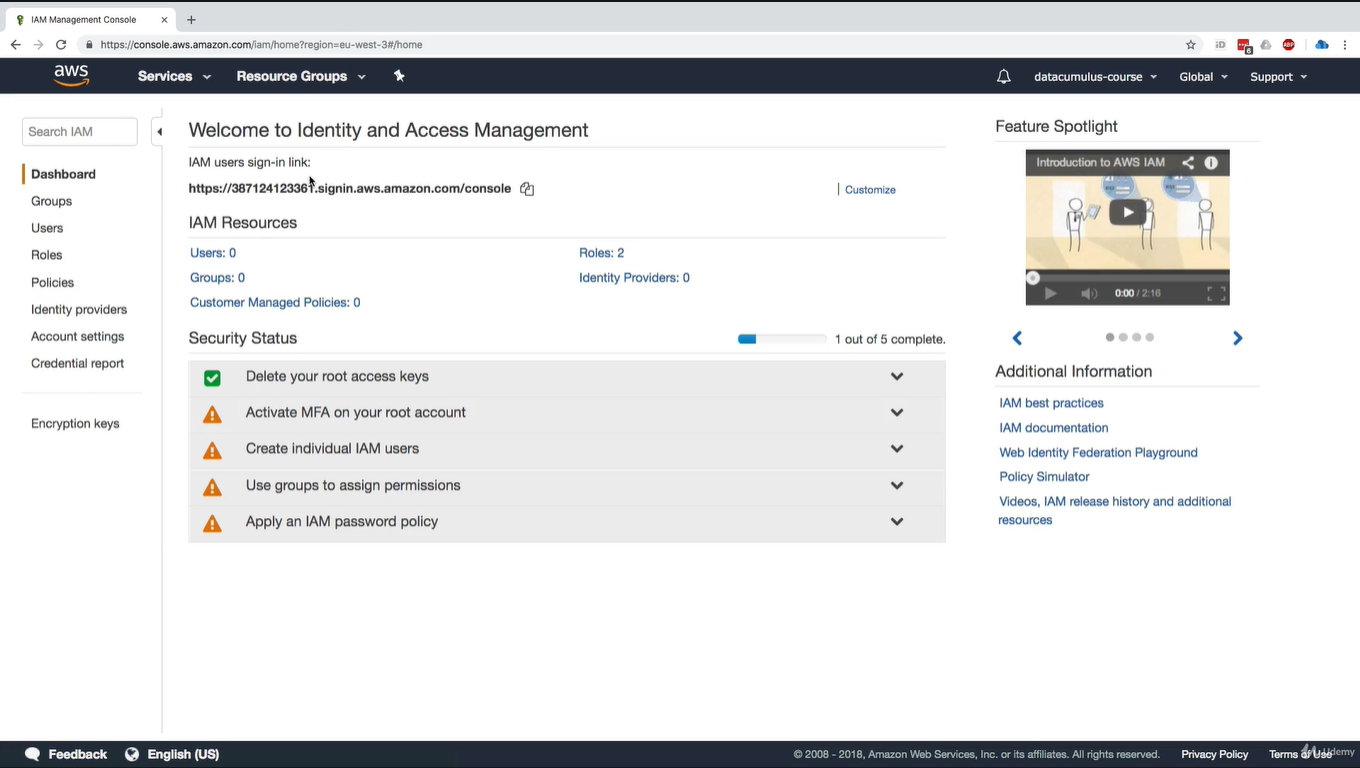 IAM Management Console
https://console.aws.amazon.com/iam/home?region=eu-west-3#/home
iD
6
ABP
aws
Services
Resource Groups
datacumulus-course
Global
Support
Search IAM
Dashboard
Groups
Users
Roles
Policies
Identity providers
Account settings
Credential report
Encryption keys
Welcome to Identity and Access Management
IAM users sign-in link:
https://387124123361.signin.aws.amazon.com/console
Customize
IAM Resources
Users: 0
Roles: 2
Groups: 0
Identity Providers: 0
Customer Managed Policies: 0
Security Status
1 out of 5 complete.
Delete your root access keys
Activate MFA on your root account
Create individual IAM users
Use groups to assign permissions
Apply an IAM password policy
Feature Spotlight
Introduction to AWS IAM
0:00 / 2:16
Additional Information
IAM best practices
IAM documentation
Web Identity Federation Playground
Policy Simulator
Videos, IAM release history and additional
resources
Feedback
English (US)
© 2008 - 2018, Amazon Web Services, Inc. or its affiliates. All rights reserved.
Privacy Policy
Terms of Use
Udemy